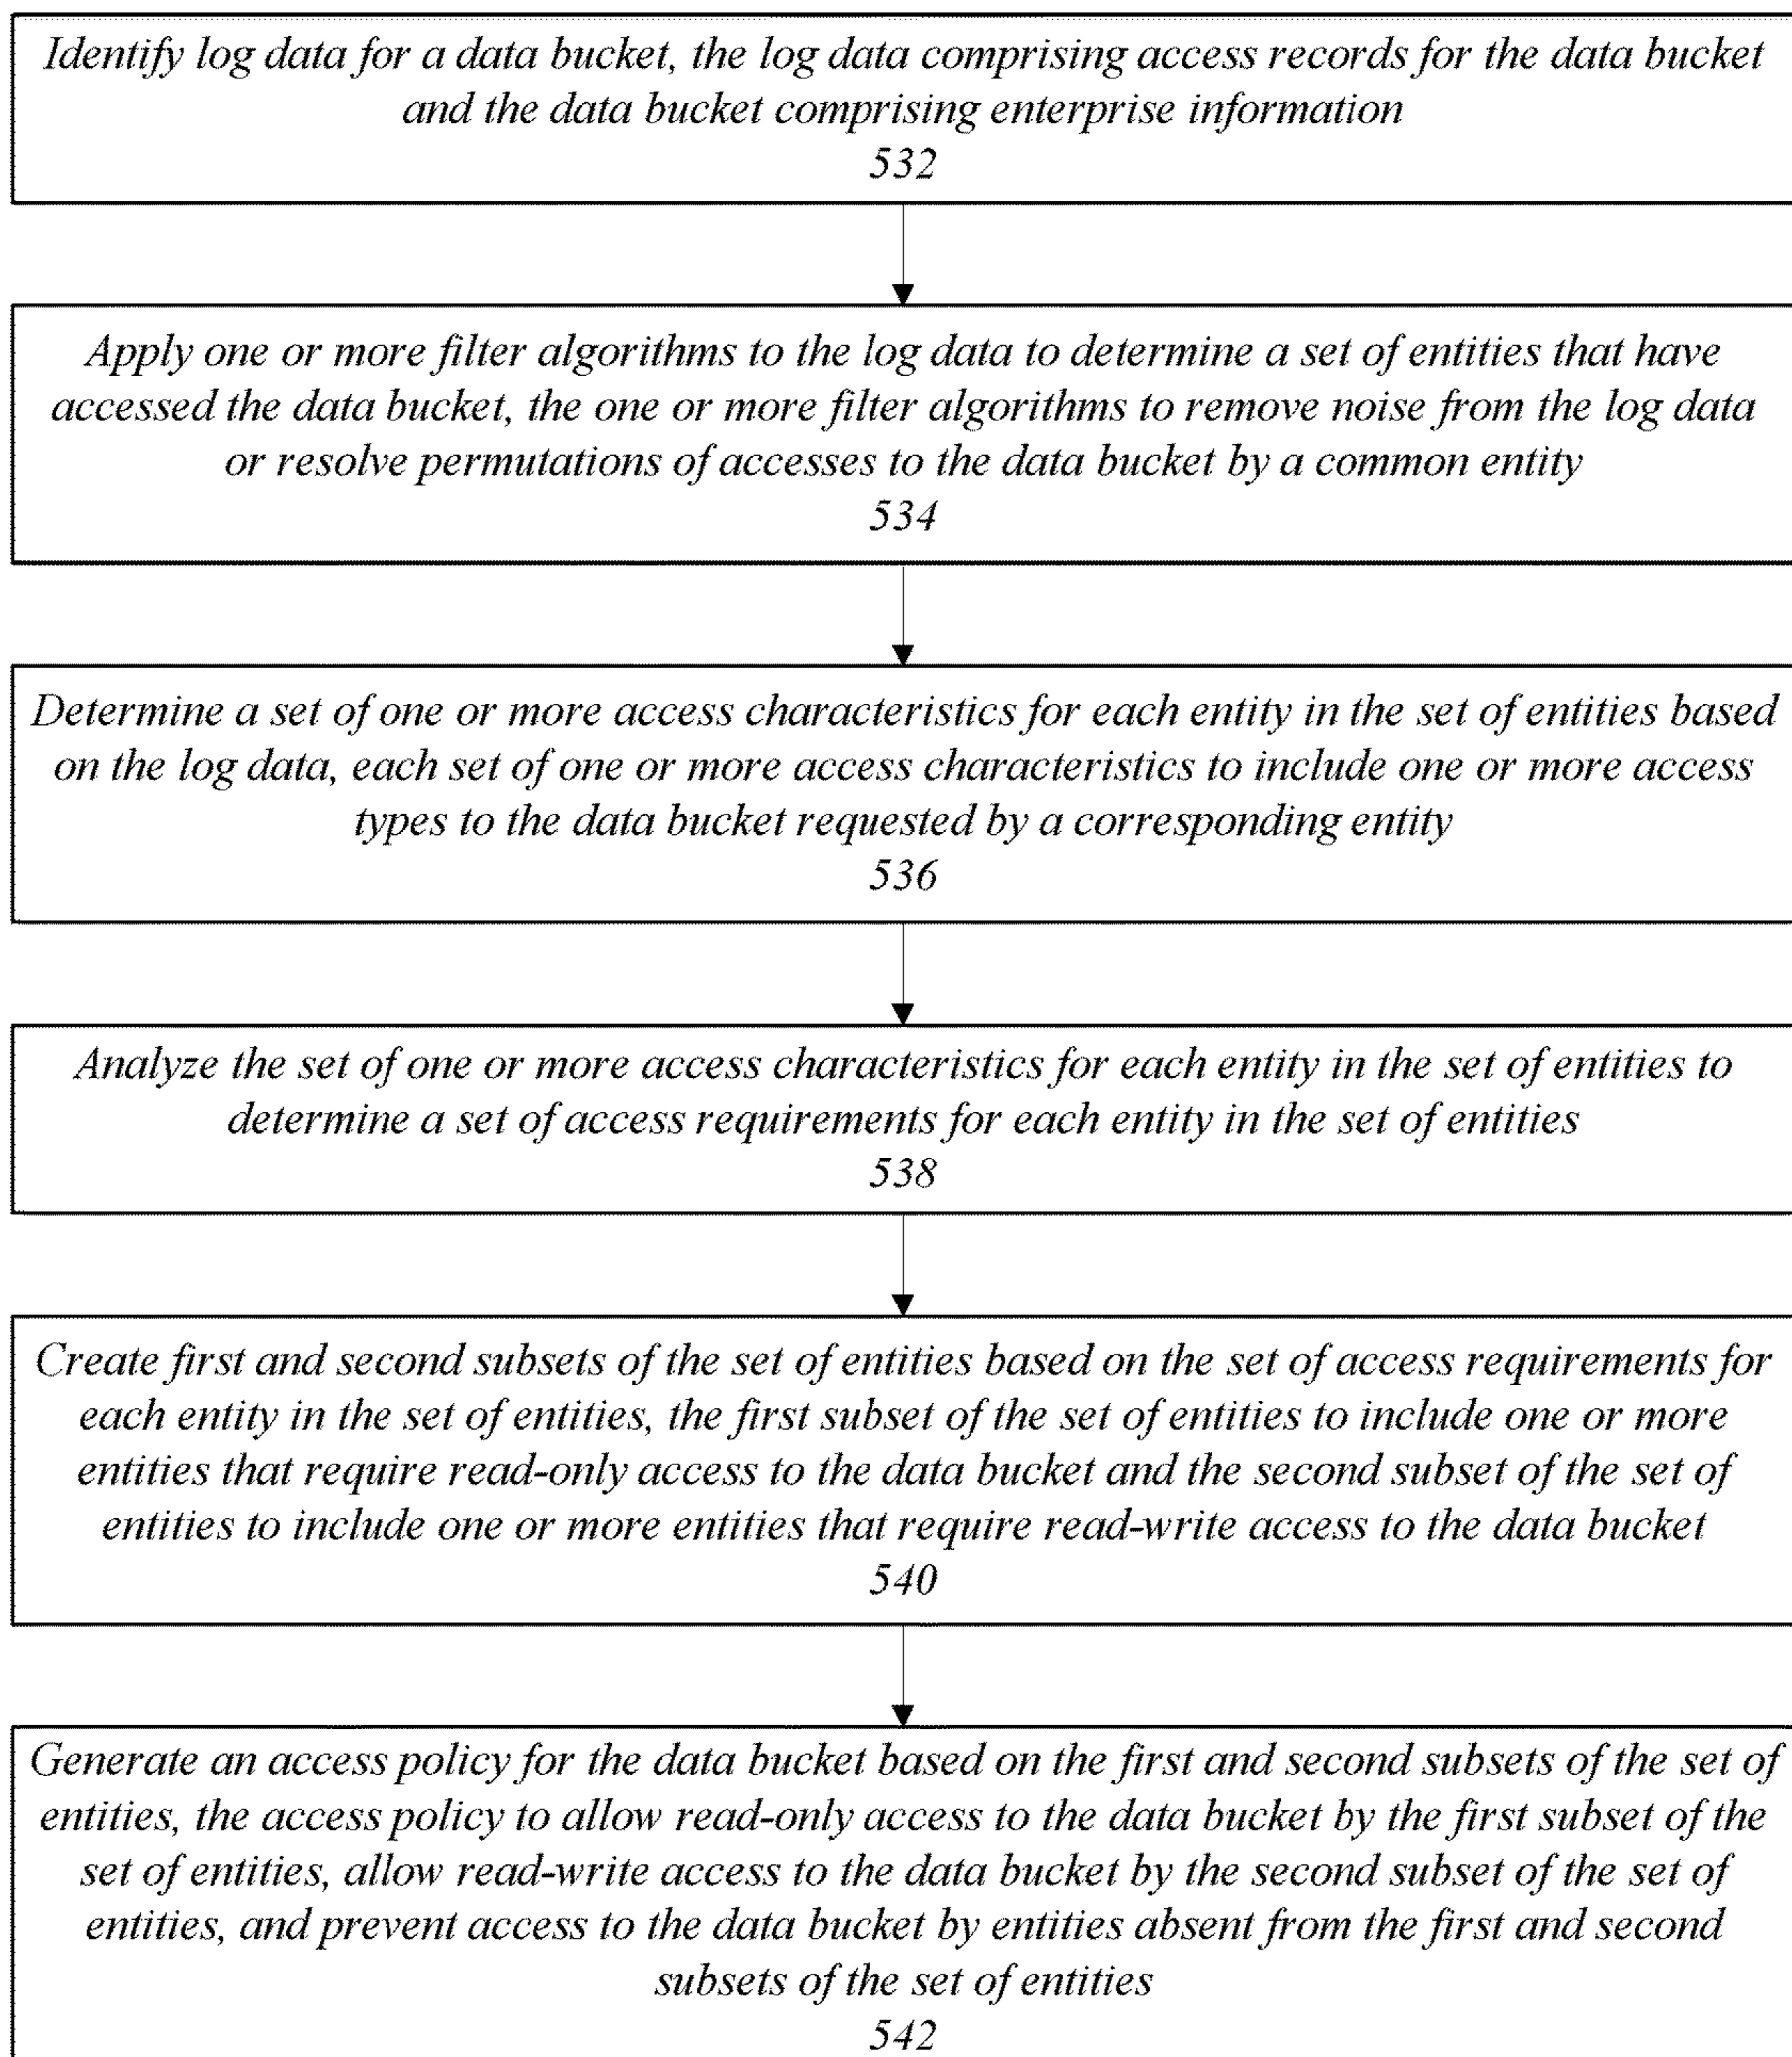 Identify log data for a data bucket, the log data comprising access records for the data bucket
and the data bucket comprising enterprise information
532
Apply one or more filter algorithms to the log data to determine a set of entities that have
accessed the data bucket, the one or more filter algorithms to remove noise from the log data
or resolve permutations of accesses to the data bucket by a common entity
534
Determine a set of one or more access characteristics for each entity in the set of entities based
on the log data, each set of one or more access characteristics to include one or more access
types to the data bucket requested by a corresponding entity
536
Analyze the set of one or more access characteristics for each entity in the set of entities to
determine a set of access requirements for each entity in the set of entities
538
Create first and second subsets of the set of entities based on the set of access requirements for
each entity in the set of entities, the first subset of the set of entities to include one or more
entities that require read-only access to the data bucket and the second subset of the set of
entities to include one or more entities that require read-write access to the data bucket
540
Generate an access policy for the data bucket based on the first and second subsets of the set of
entities, the access policy to allow read-only access to the data bucket by the first subset of the
set of entities, allow read-write access to the data bucket by the second subset of the set of
entities, and prevent access to the data bucket by entities absent from the first and second
subsets of the set of entities
542